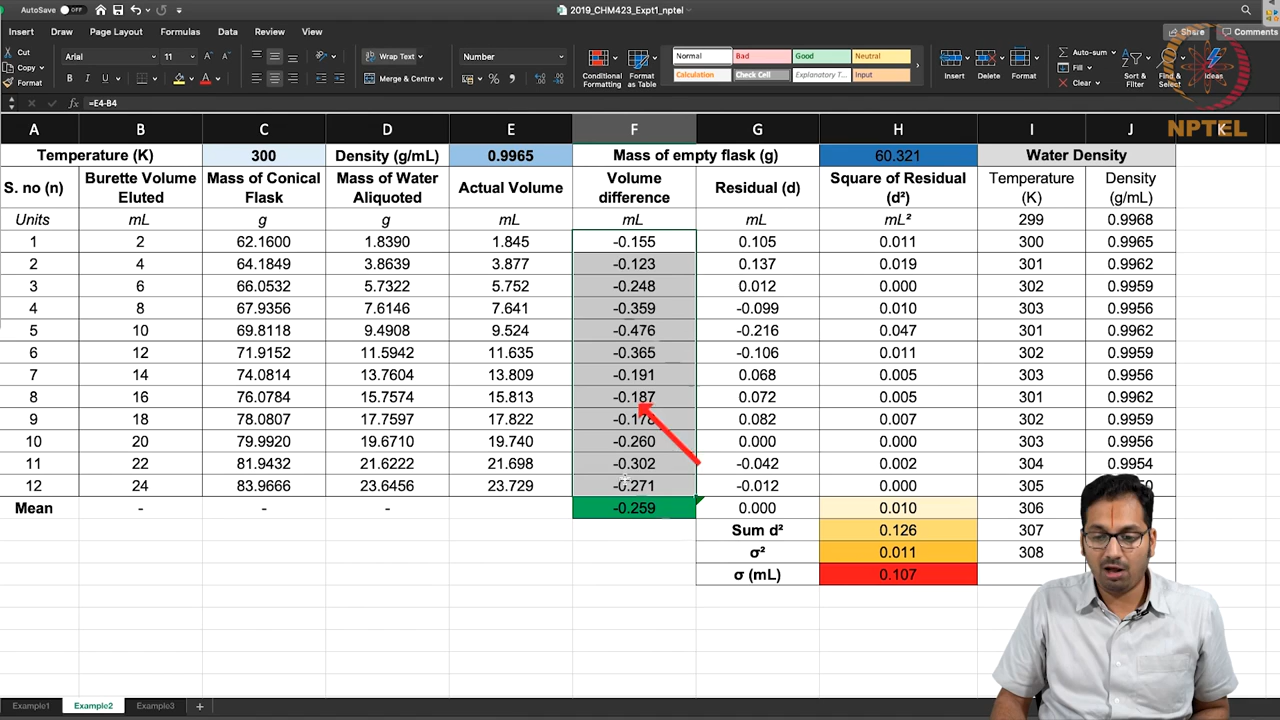 AutoSave OFF 2019_CHM423_Expt1_nptel
Insert Draw Page Layout Formulas Data Review View Share Comments
Cut Arial 11 Wrap Text Number Normal Bad Good Neutral Auto-sum
Copy Fill
Format Merge & Centre Conditional Formatting Format as Table Calculation Check Cell Explanatory T... Input Insert Delete Format Clear Sort & Filter Find & Select Ideas
fx =E4-B4
NPTEL
A B C D E F G H I J K
Temperature (K) 300 Density (g/mL) 0.9965 Mass of empty flask (g) 60.321 Water Density
S. no (n) Burette Volume Eluted Mass of Conical Flask Mass of Water Aliquoted Actual Volume Volume difference Residual (d) Square of Residual (d²) Temperature (K) Density (g/mL)
Units mL g g mL mL mL mL² 299 0.9968
1 2 62.1600 1.8390 1.845 -0.155 0.105 0.011 300 0.9965
2 4 64.1849 3.8639 3.877 -0.123 0.137 0.019 301 0.9962
3 6 66.0532 5.7322 5.752 -0.248 0.012 0.000 302 0.9959
4 8 67.9356 7.6146 7.641 -0.359 -0.099 0.010 303 0.9956
5 10 69.8118 9.4908 9.524 -0.476 -0.216 0.047 301 0.9962
6 12 71.9152 11.5942 11.635 -0.365 -0.106 0.011 302 0.9959
7 14 74.0814 13.7604 13.809 -0.191 0.068 0.005 303 0.9956
8 16 76.0784 15.7574 15.813 -0.187 0.072 0.005 301 0.9962
9 18 78.0807 17.7597 17.822 -0.178 0.082 0.007 302 0.9959
10 20 79.9920 19.6710 19.740 -0.260 0.000 0.000 303 0.9956
11 22 81.9432 21.6222 21.698 -0.302 -0.042 0.002 304 0.9954
12 24 83.9666 23.6456 23.729 -0.271 -0.012 0.000 305
Mean - - - -0.259 0.000 0.010 306
Sum d² 0.126 307
σ² 0.011 308
σ (mL) 0.107
Example1 Example2 Example3 +